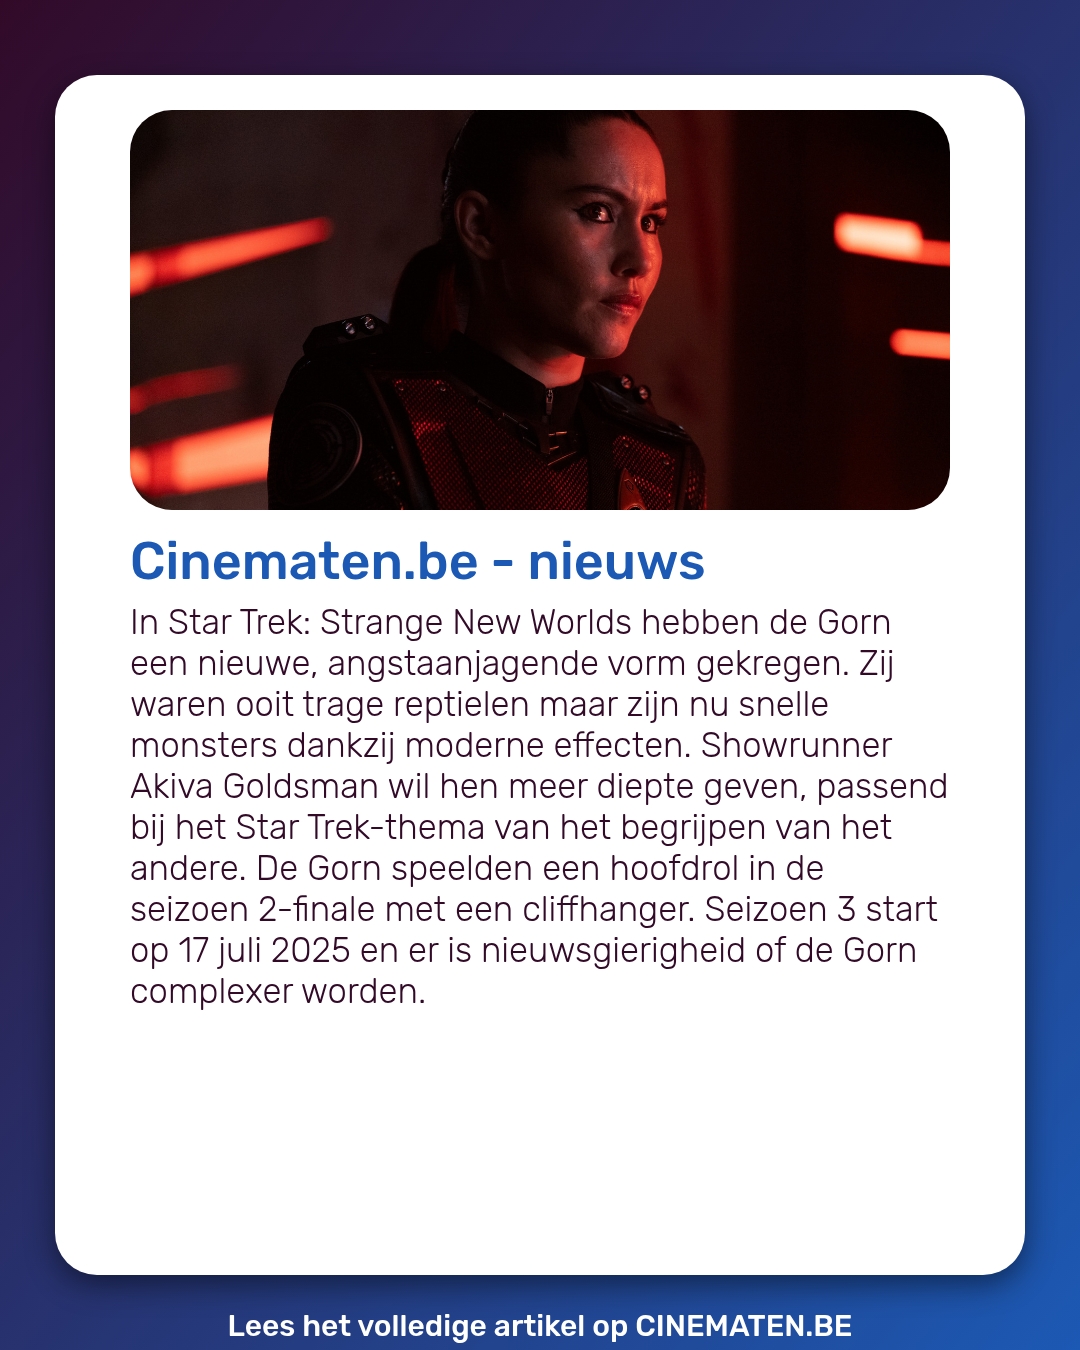 Cinematen.be - nieuws
In Star Trek: Strange New Worlds hebben de Gorn
een nieuwe, angstaanjagende vorm gekregen. Zij
waren ooit trage reptielen maar zijn nu snelle
monsters dankzij moderne effecten. Showrunner
Akiva Goldsman wil hen meer diepte geven, passend
bij het Star Trek-thema van het begrijpen van het
andere. De Gorn speelden een hoofdrol in de
seizoen 2-finale met een cliffhanger. Seizoen 3 start
op 17 juli 2025 en er is nieuwsgierigheid of de Gorn
complexer worden.
Lees het volledige artikel op CINEMATEN.BE